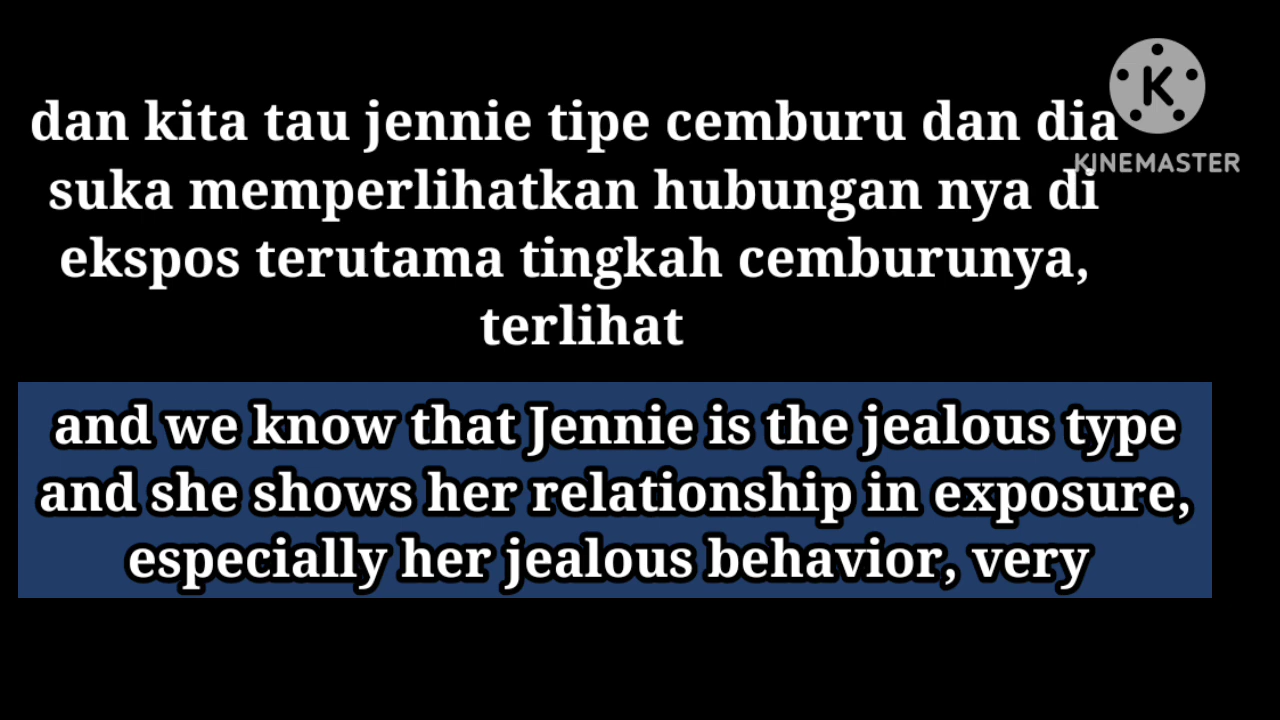 dan kita tau jennie tipe cemburu dan dia
suka memperlihatkan hubungan nya di
ekspos terutama tingkah cemburunya,
terlihat
and we know that Jennie is the jealous type
and she shows her relationship in exposure,
especially her jealous behavior, very
K
KINEMASTER